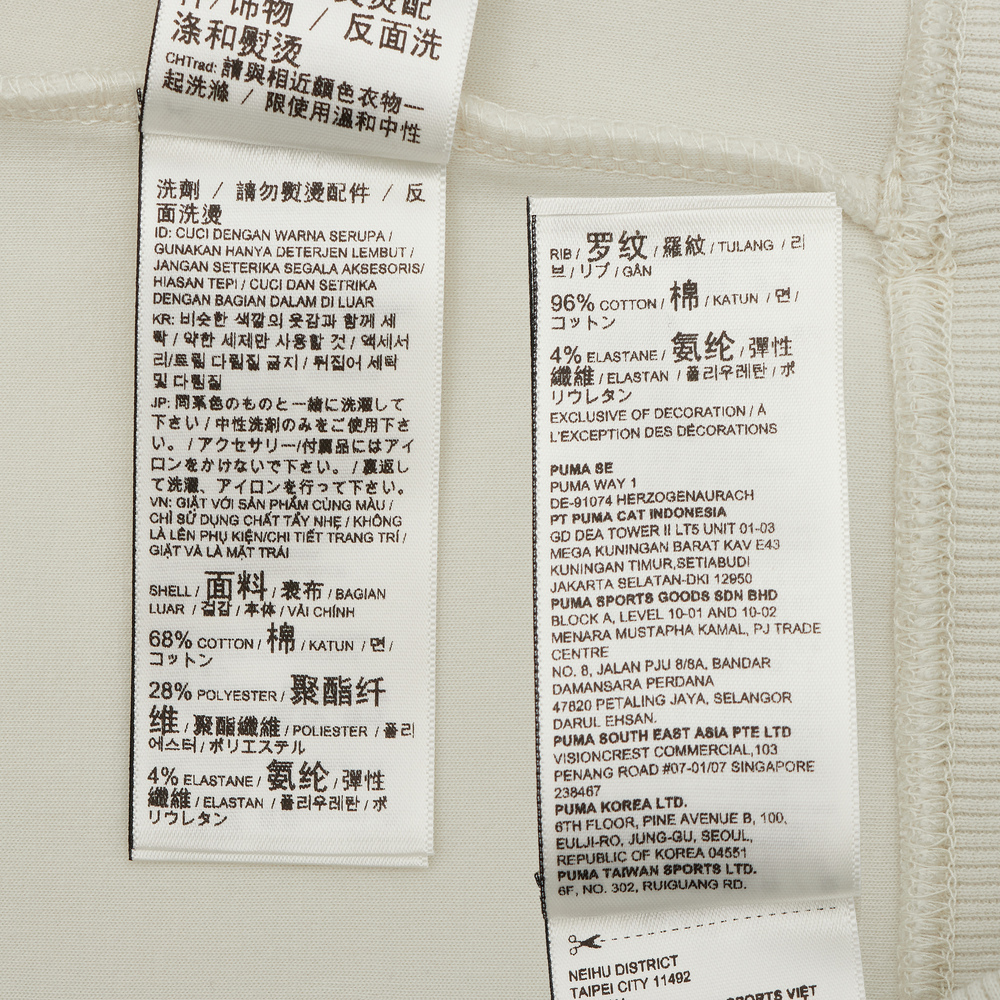 / 反面洗
滌和熨烫
CHTrad: 請與相近顏色衣物一
起洗滌 / 限使用溫和中性
洗劑 / 請勿熨燙配件 / 反
面洗燙
ID: CUCI DENGAN WARNA SERUPA /
GUNAKAN HANYA DETERJEN LEMBUT /
JANGAN SETERIKA SEGALA AKSESORIS/
HIASAN TEPI / CUCI DAN SETRIKA
DENGAN BAGIAN DALAM DI LUAR
KR: 비슷한 색깔의 옷감과 함께 세
탁 / 약한 세제만 사용할 것 / 액세서
리/트림 다림질 금지 / 뒤집어 세탁
및 다림질
JP: 同系色のものと一緒に洗濯して
下さい / 中性洗剤のみをご使用下さ
い。 / アクセサリー/付属品にはアイ
ロンをかけないで下さい。 / 裏返し
て洗濯、アイロンを行って下さい。
VN: GIẶT VỚI SẢN PHẨM CÙNG MÀU /
CHỈ SỬ DỤNG CHẤT TẨY NHẸ / KHÔNG
LÀ LÊN PHỤ KIỆN/CHI TIẾT TRANG TRÍ /
GIẶT VÀ LÀ MẶT TRÁI
SHELL / 面料 / 表布 / BAGIAN
LUAR / 겉감 / 本体 / VẢI CHÍNH
68% COTTON / 棉 / KATUN / 면 /
コットン
28% POLYESTER / 聚酯纤
维 / 聚酯纖維 / POLIESTER / 폴리
에스터 / ポリエステル
4% ELASTANE / 氨纶 / 彈性
纖維 / ELASTAN / 폴리우레탄 / ポ
リウレタン
RIB / 罗纹 / 羅紋 / TULANG / 리
브 / リブ / GÂN
96% COTTON / 棉 / KATUN / 면 /
コットン
4% ELASTANE / 氨纶 / 彈性
纖維 / ELASTAN / 폴리우레탄 / ポ
リウレタン
EXCLUSIVE OF DECORATION / À
L'EXCEPTION DES DÉCORATIONS
PUMA SE
PUMA WAY 1
DE-91074 HERZOGENAURACH
PT PUMA CAT INDONESIA
GD DEA TOWER II LT5 UNIT 01-03
MEGA KUNINGAN BARAT KAV E43
KUNINGAN TIMUR,SETIABUDI
JAKARTA SELATAN-DKI 12950
PUMA SPORTS GOODS SDN BHD
BLOCK A, LEVEL 10-01 AND 10-02
MENARA MUSTAPHA KAMAL, PJ TRADE
CENTRE
NO. 8, JALAN PJU 8/8A, BANDAR
DAMANSARA PERDANA
47820 PETALING JAYA, SELANGOR
DARUL EHSAN.
PUMA SOUTH EAST ASIA PTE LTD
VISIONCREST COMMERCIAL,103
PENANG ROAD #07-01/07 SINGAPORE
238467
PUMA KOREA LTD.
6TH FLOOR, PINE AVENUE B, 100,
EULJI-RO, JUNG-GU, SEOUL,
REPUBLIC OF KOREA 04551
PUMA TAIWAN SPORTS LTD.
6F, NO. 302, RUIGUANG RD.
NEIHU DISTRICT
TAIPEI CITY 11492
SPORTS VIỆT